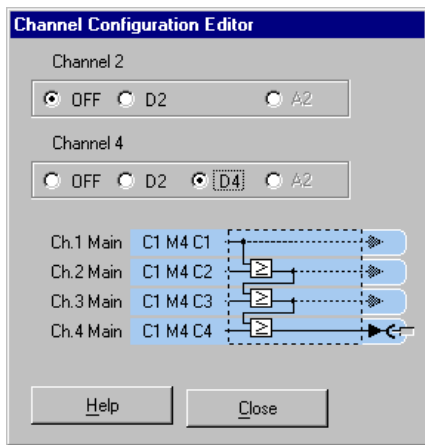 Channel Configuration Editor
Channel 2
OFF D2 A2
Channel 4
OFF D2 D4 A2
Ch.1 Main C1 M4 C1
Ch.2 Main C1 M4 C2 ≥
Ch.3 Main C1 M4 C3 ≥
Ch.4 Main C1 M4 C4 ≥
Help Close